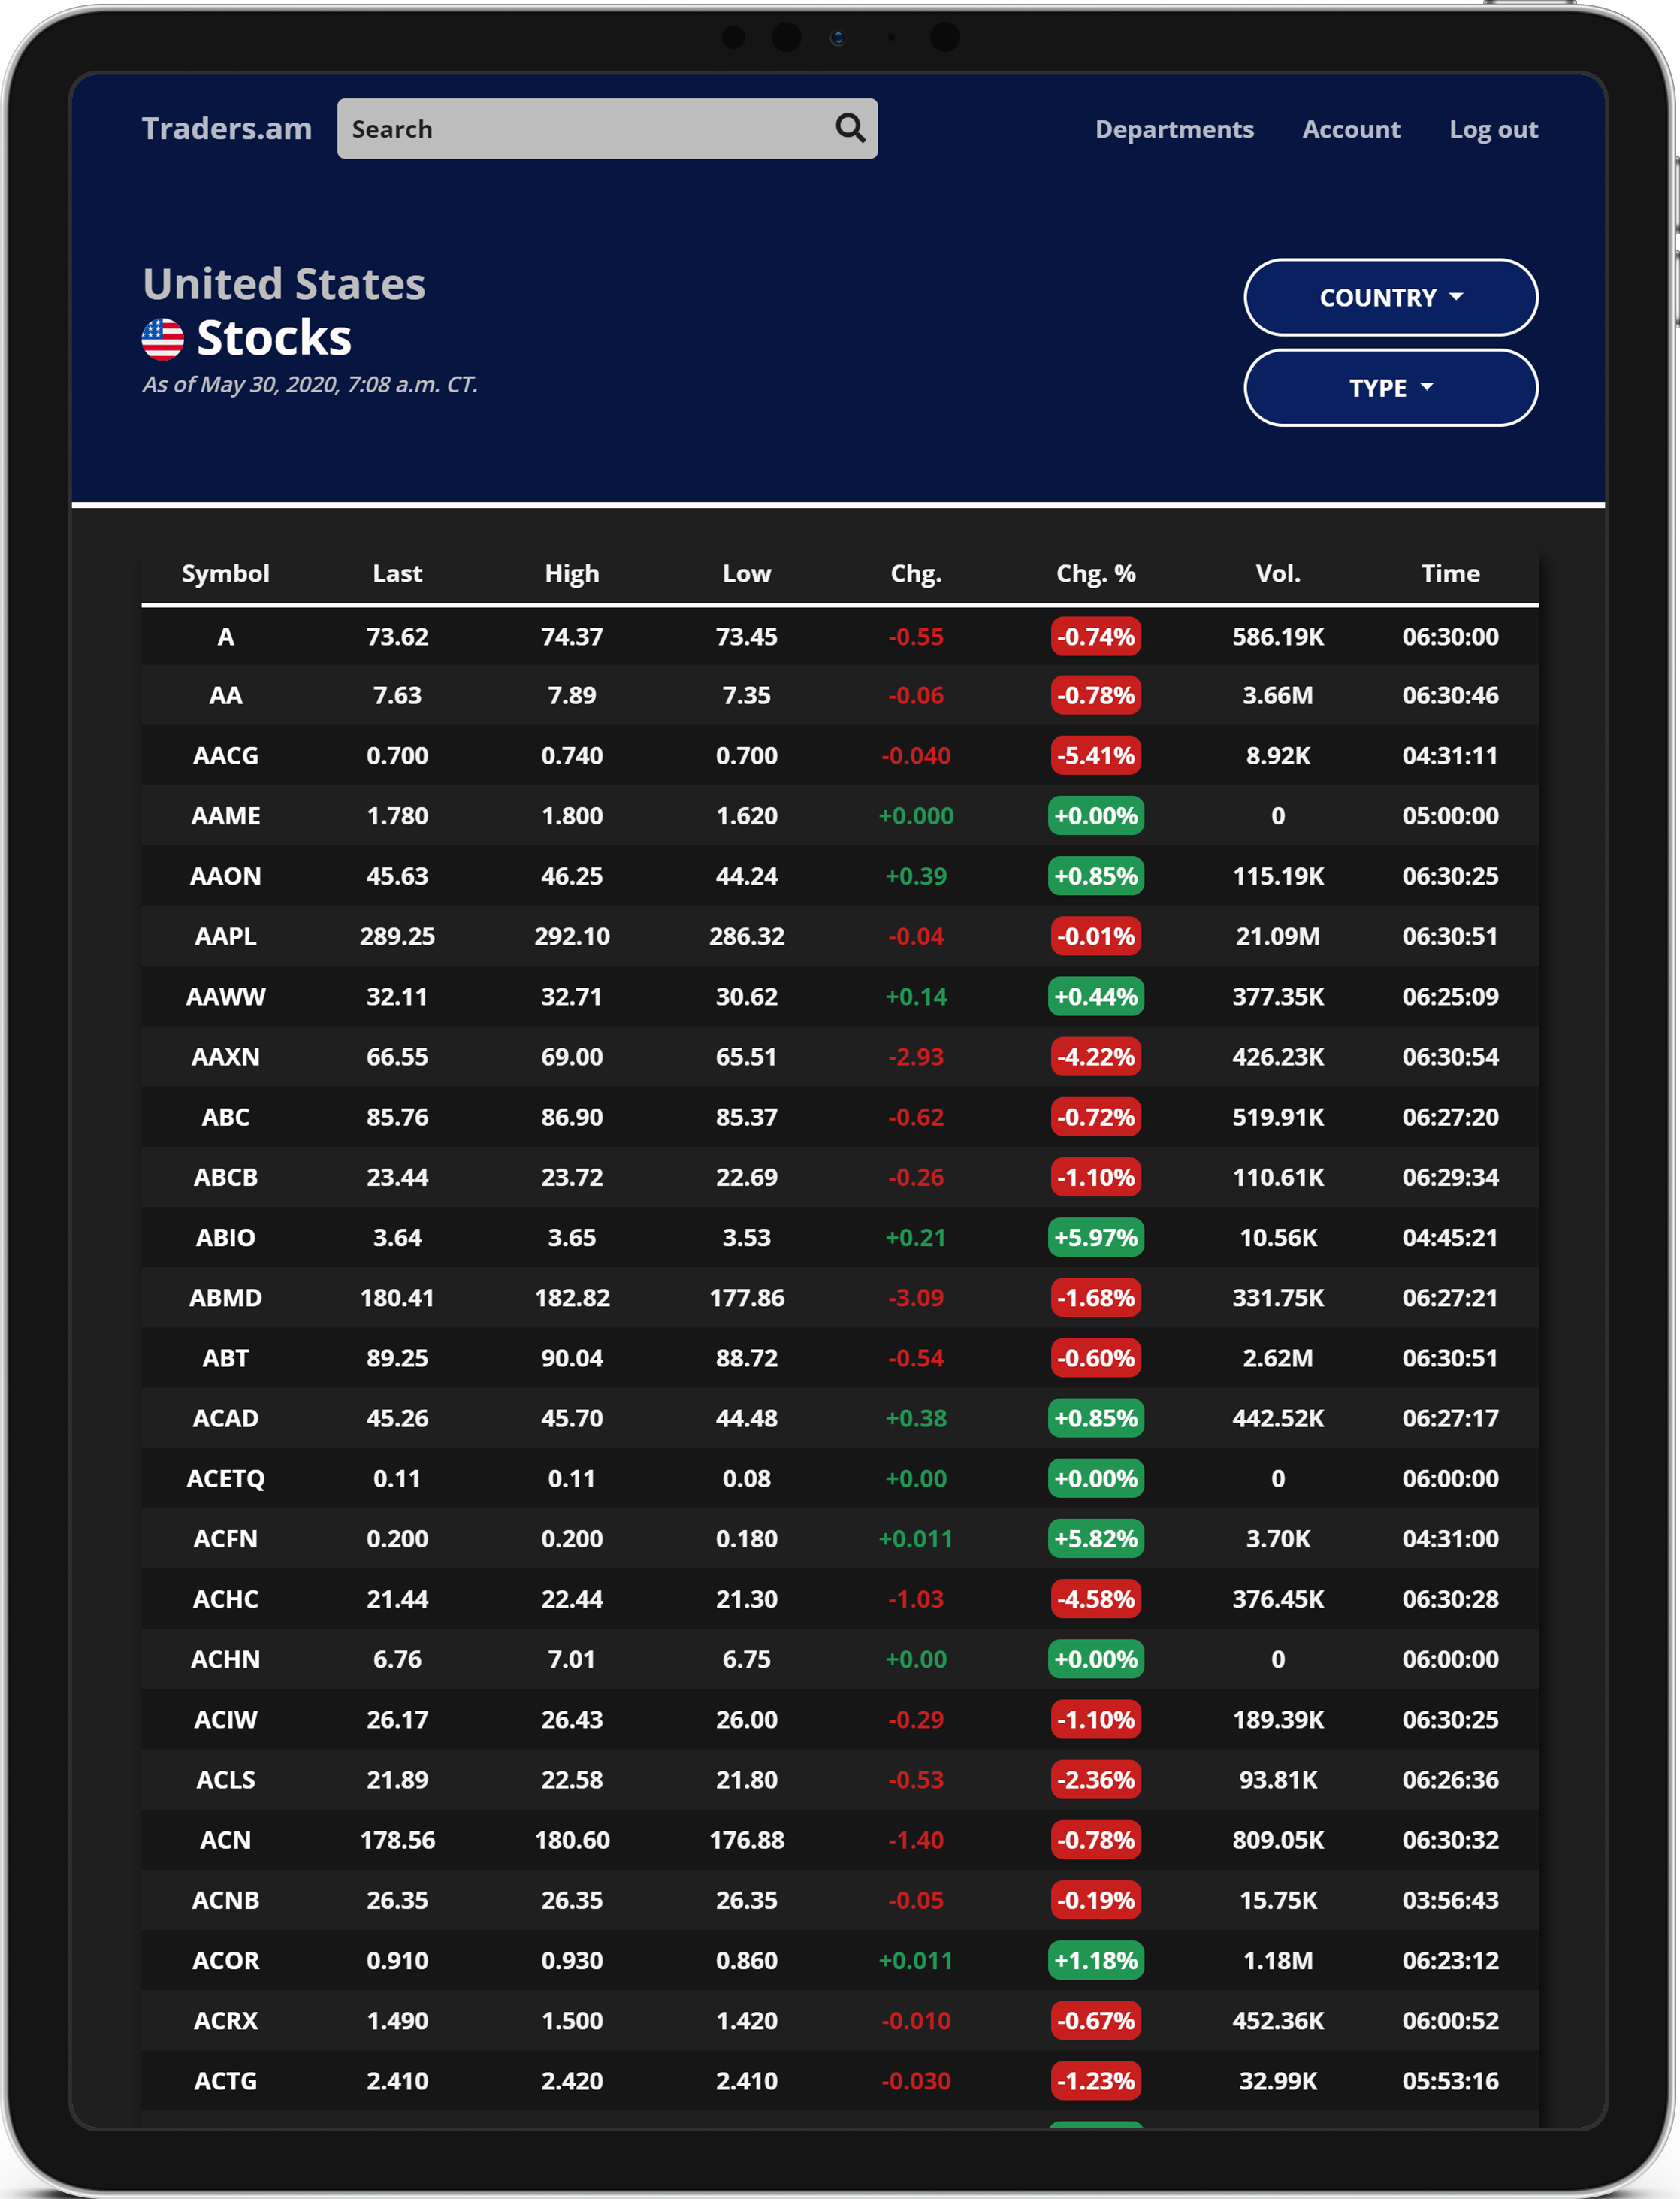 Traders.am Search Departments Account Log out
United States
Stocks
As of May 30, 2020, 7:08 a.m. CT.
COUNTRY
TYPE
Symbol Last High Low Chg. Chg. % Vol. Time
A 73.62 74.37 73.45 -0.55 -0.74% 586.19K 06:30:00
AA 7.63 7.89 7.35 -0.06 -0.78% 3.66M 06:30:46
AACG 0.700 0.740 0.700 -0.040 -5.41% 8.92K 04:31:11
AAME 1.780 1.800 1.620 +0.000 +0.00% 0 05:00:00
AAON 45.63 46.25 44.24 +0.39 +0.85% 115.19K 06:30:25
AAPL 289.25 292.10 286.32 -0.04 -0.01% 21.09M 06:30:51
AAWW 32.11 32.71 30.62 +0.14 +0.44% 377.35K 06:25:09
AAXN 66.55 69.00 65.51 -2.93 -4.22% 426.23K 06:30:54
ABC 85.76 86.90 85.37 -0.62 -0.72% 519.91K 06:27:20
ABCB 23.44 23.72 22.69 -0.26 -1.10% 110.61K 06:29:34
ABIO 3.64 3.65 3.53 +0.21 +5.97% 10.56K 04:45:21
ABMD 180.41 182.82 177.86 -3.09 -1.68% 331.75K 06:27:21
ABT 89.25 90.04 88.72 -0.54 -0.60% 2.62M 06:30:51
ACAD 45.26 45.70 44.48 +0.38 +0.85% 442.52K 06:27:17
ACETQ 0.11 0.11 0.08 +0.00 +0.00% 0 06:00:00
ACFN 0.200 0.200 0.180 +0.011 +5.82% 3.70K 04:31:00
ACHC 21.44 22.44 21.30 -1.03 -4.58% 376.45K 06:30:28
ACHN 6.76 7.01 6.75 +0.00 +0.00% 0 06:00:00
ACIW 26.17 26.43 26.00 -0.29 -1.10% 189.39K 06:30:25
ACLS 21.89 22.58 21.80 -0.53 -2.36% 93.81K 06:26:36
ACN 178.56 180.60 176.88 -1.40 -0.78% 809.05K 06:30:32
ACNB 26.35 26.35 26.35 -0.05 -0.19% 15.75K 03:56:43
ACOR 0.910 0.930 0.860 +0.011 +1.18% 1.18M 06:23:12
ACRX 1.490 1.500 1.420 -0.010 -0.67% 452.36K 06:00:52
ACTG 2.410 2.420 2.410 -0.030 -1.23% 32.99K 05:53:16